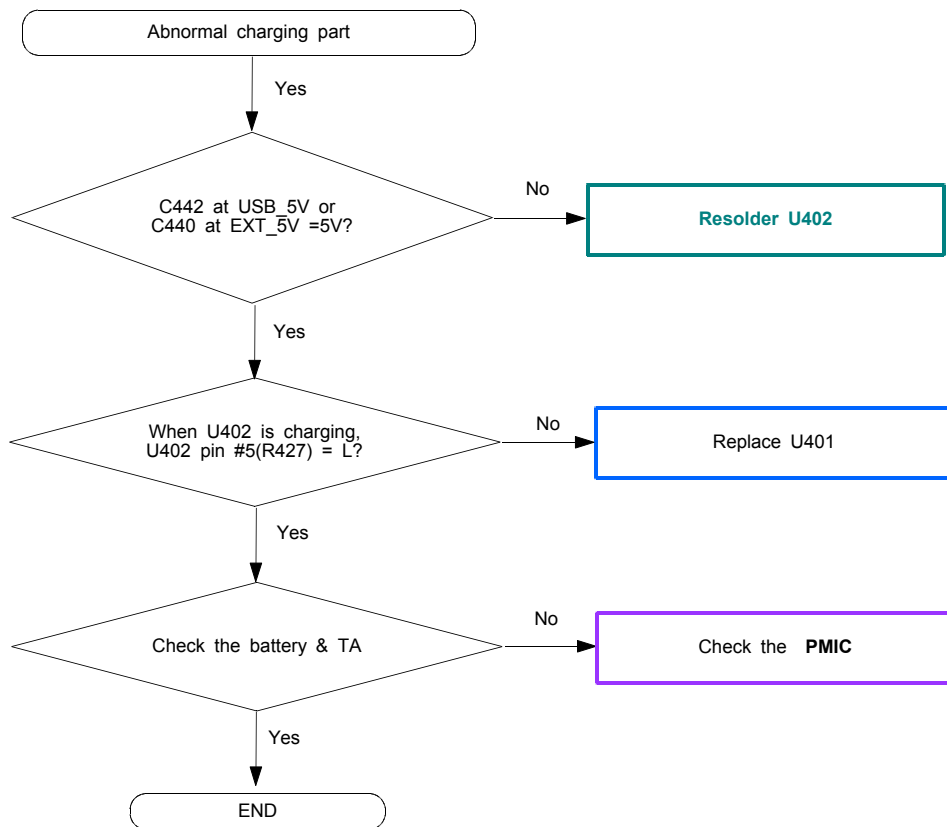 Abnormal charging part
Yes
C442 at USB_5V or
C440 at EXT_5V =5V?
No
Resolder U402
Yes
When U402 is charging,
U402 pin #5(R427) = L?
No
Replace U401
Yes
Check the battery & TA
No
Check the PMIC
Yes
END